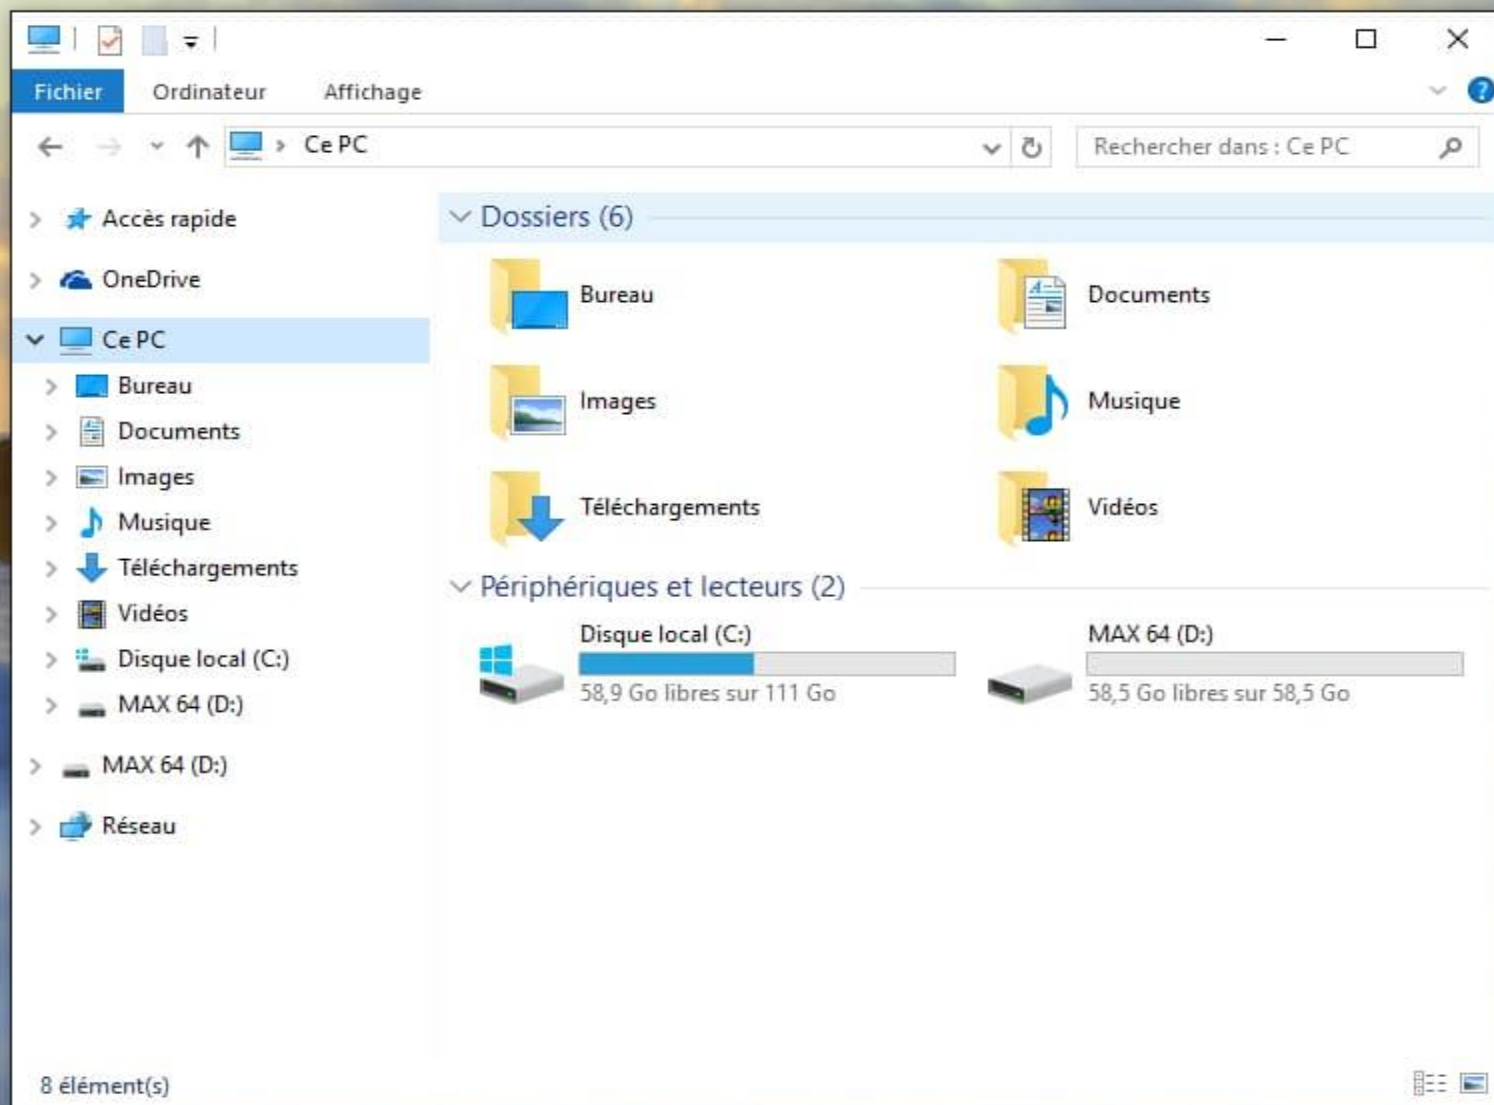 Fichier Ordinateur Affichage
Ce PC
Rechercher dans : Ce PC
Accès rapide
OneDrive
Ce PC
Bureau
Documents
Images
Musique
Téléchargements
Vidéos
Disque local (C:)
MAX 64 (D:)
MAX 64 (D:)
Réseau
Dossiers (6)
Bureau
Documents
Images
Musique
Téléchargements
Vidéos
Périphériques et lecteurs (2)
Disque local (C:)
58,9 Go libres sur 111 Go
MAX 64 (D:)
58,5 Go libres sur 58,5 Go
8 élément(s)